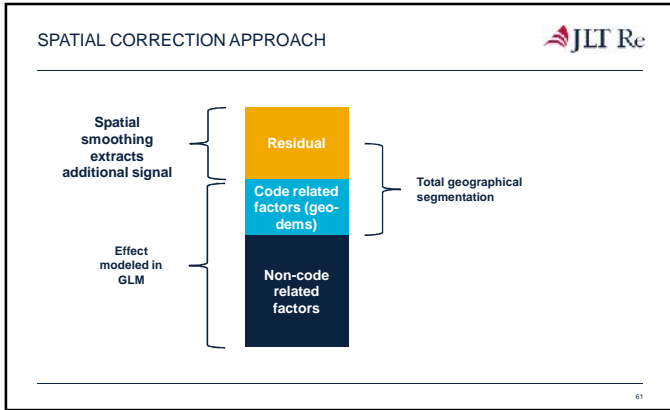 SPATIAL CORRECTION APPROACH
JLT Re
Spatial
smoothing
extracts
additional signal
Residual
Code related
factors (geo-
dems)
Total geographical
segmentation
Effect
modeled in
GLM
Non-code
related
factors
61